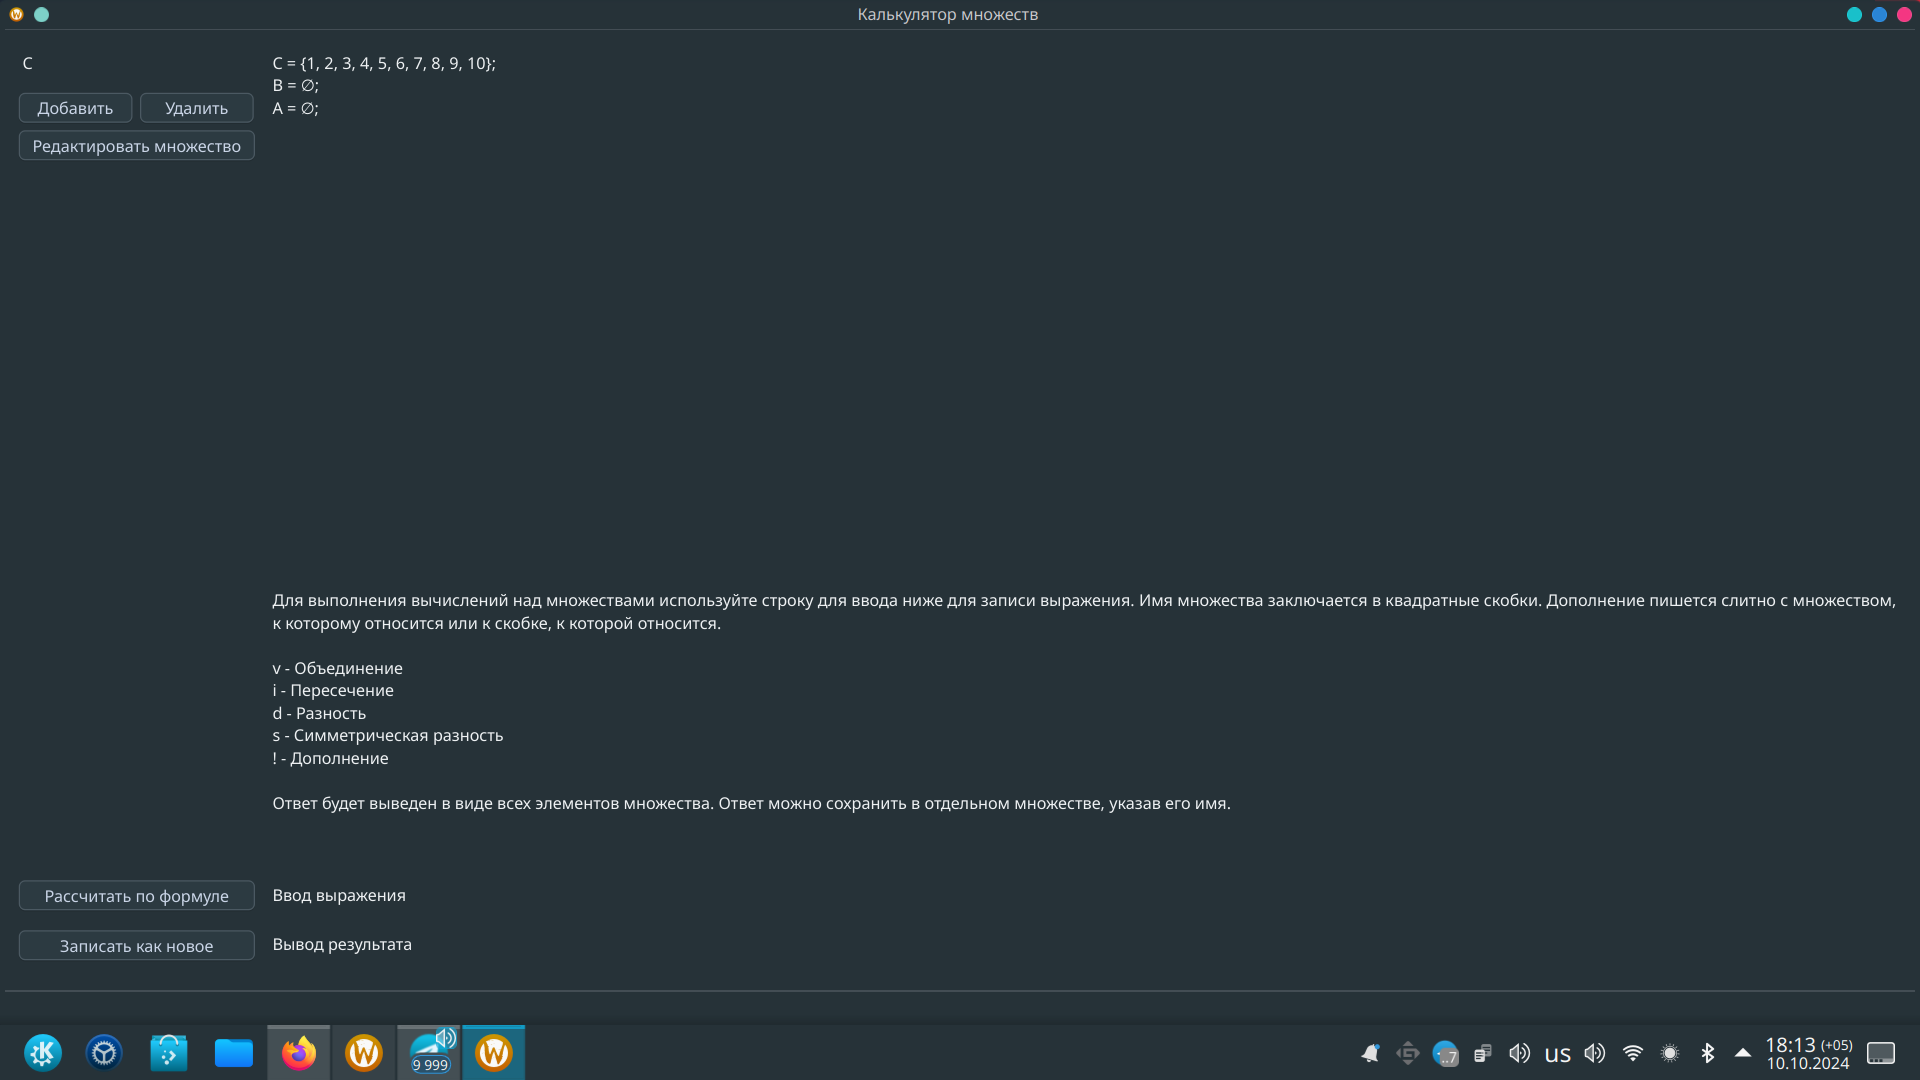 Калькулятор множеств
C
C = {1, 2, 3, 4, 5, 6, 7, 8, 9, 10};
B = ∅;
A = ∅;
Добавить
Удалить
Редактировать множество
Для выполнения вычислений над множествами используйте строку для ввода ниже для записи выражения. Имя множества заключается в квадратные скобки. Дополнение пишется слитно с множеством,
к которому относится или к скобке, к которой относится.
v - Объединение
i - Пересечение
d - Разность
s - Симметрическая разность
! - Дополнение
Ответ будет выведен в виде всех элементов множества. Ответ можно сохранить в отдельном множестве, указав его имя.
Рассчитать по формуле
Ввод выражения
Записать как новое
Вывод результата
9 999
..7
us
18:13 (+05)
10.10.2024